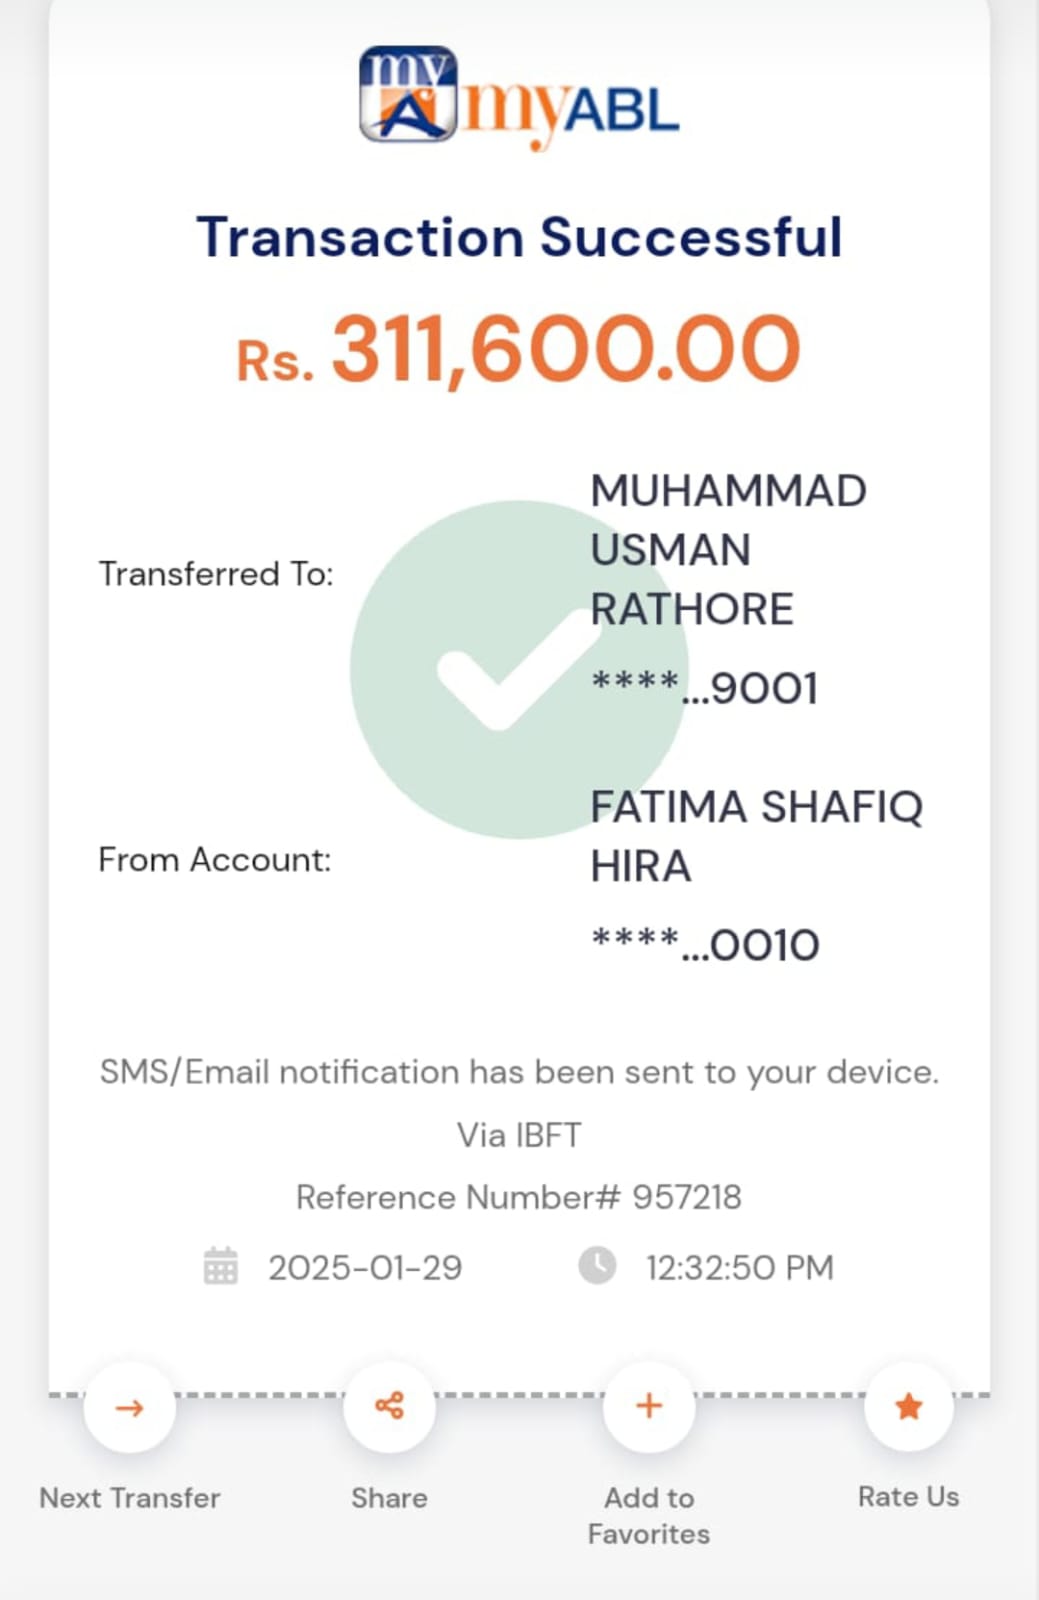 my
A
myABL
Transaction Successful
Rs. 311,600.00
Transferred To:
MUHAMMAD
USMAN
RATHORE
****...9001
From Account:
FATIMA SHAFIQ
HIRA
****...0010
SMS/Email notification has been sent to your device.
Via IBFT
Reference Number# 957218
2025-01-29 12:32:50 PM
Next Transfer
Share
Add to
Favorites
Rate Us